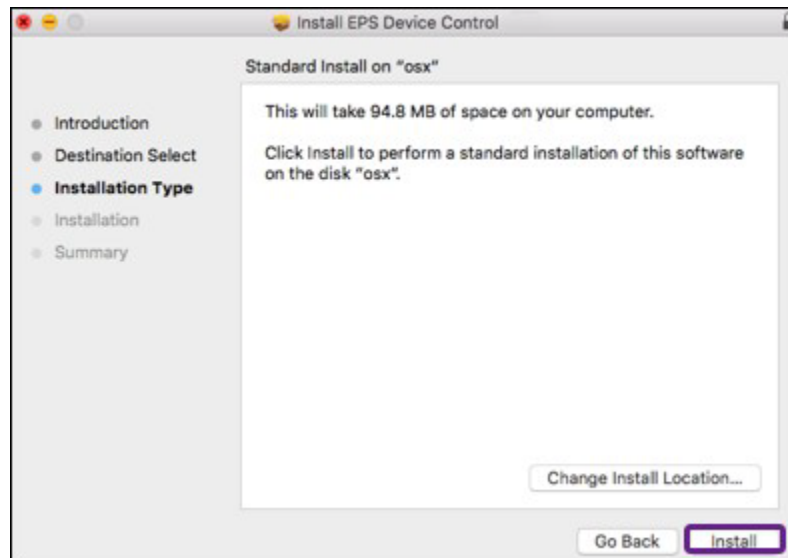 Install EPS Device Control
Standard Install on “osx”
Introduction
Destination Select
Installation Type
Installation
Summary
This will take 94.8 MB of space on your computer.
Click Install to perform a standard installation of this software
on the disk “osx”.
Change Install Location...
Go Back
Install